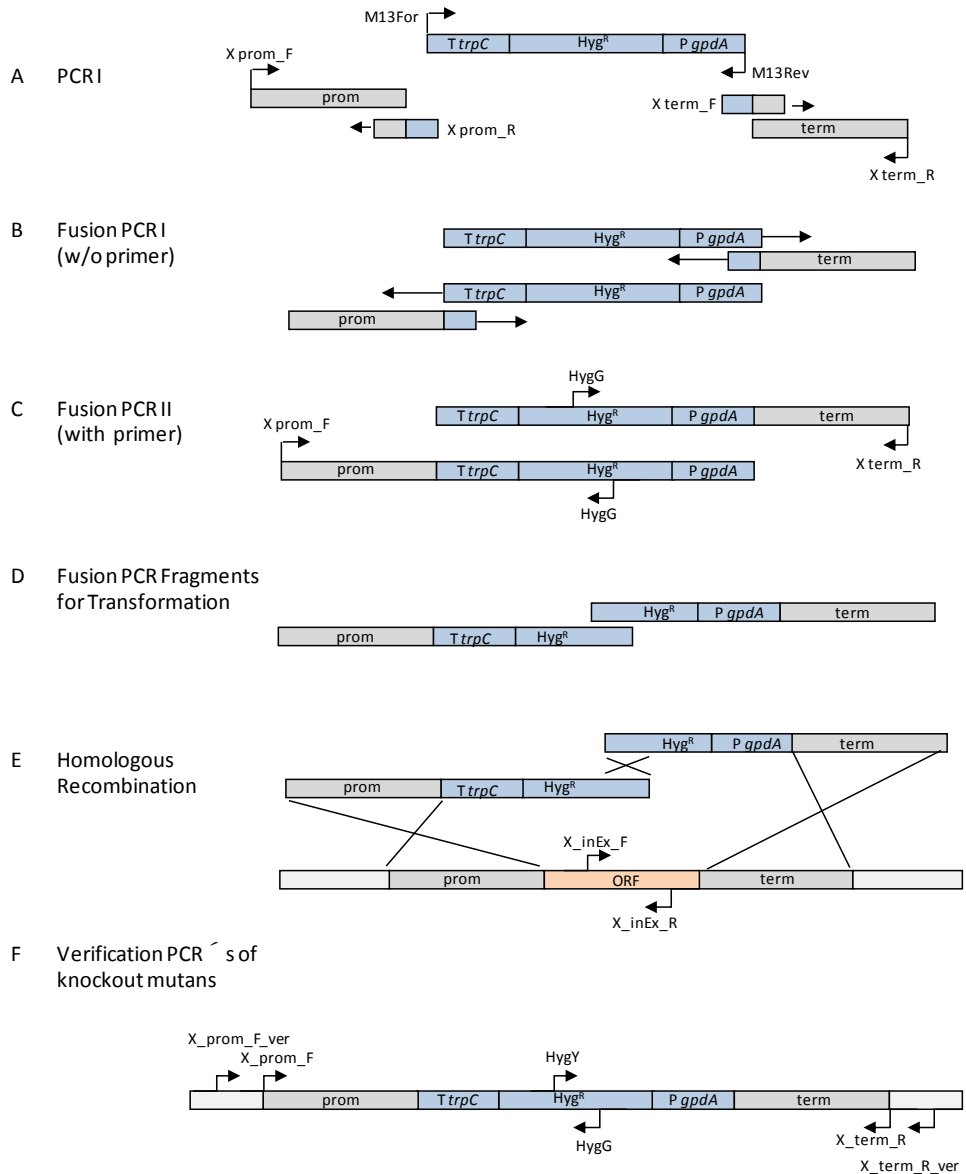 M13For
T trpC HygR P gpdA
X prom_F
A PCR I
M13Rev
prom
X term_F
X prom_R
term
X term_R
B Fusion PCR I
(w/o primer)
T trpC HygR P gpdA
term
T trpC HygR P gpdA
prom
HygG
C Fusion PCR II
(with primer)
T trpC HygR P gpdA term
X prom_F
X term_R
prom T trpC HygR P gpdA
HygG
D Fusion PCR Fragments
for Transformation
HygR P gpdA term
prom T trpC HygR
E Homologous
Recombination
HygR P gpdA term
prom T trpC HygR
X_inEx_F
prom ORF term
X_inEx_R
F Verification PCR´s of
knockout mutans
X_prom_F_ver
X_prom_F
HygY
prom T trpC HygR P gpdA term
HygG
X_term_R
X_term_R_ver